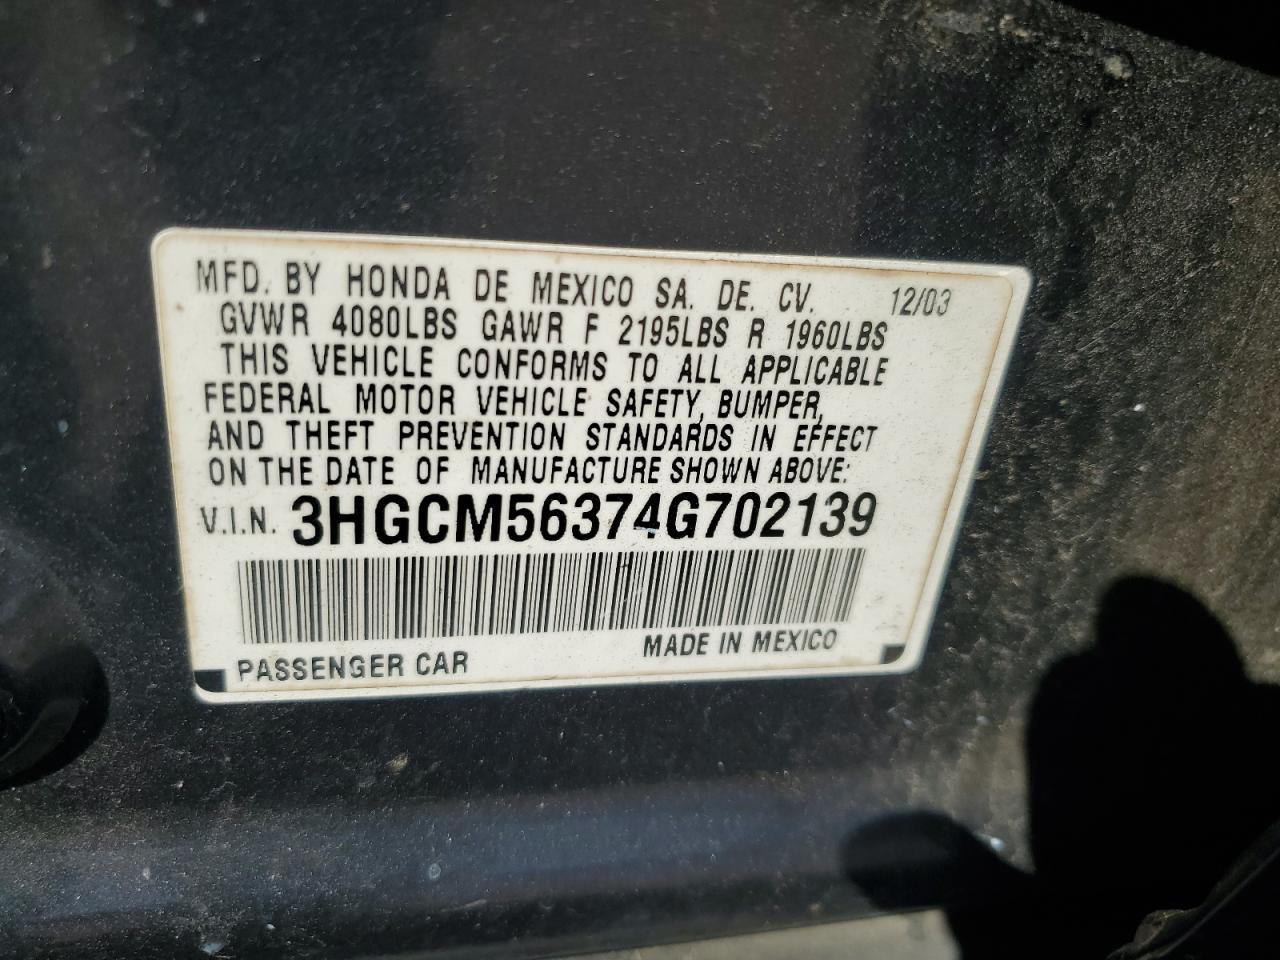 MFD. BY HONDA DE MEXICO SA. DE. CV. 12/03
GVWR 4080LBS GAWR F 2195LBS R 1960LBS
THIS VEHICLE CONFORMS TO ALL APPLICABLE
FEDERAL MOTOR VEHICLE SAFETY, BUMPER,
AND THEFT PREVENTION STANDARDS IN EFFECT
ON THE DATE OF MANUFACTURE SHOWN ABOVE:
V.I.N. 3HGCM56374G702139
PASSENGER CAR MADE IN MEXICO